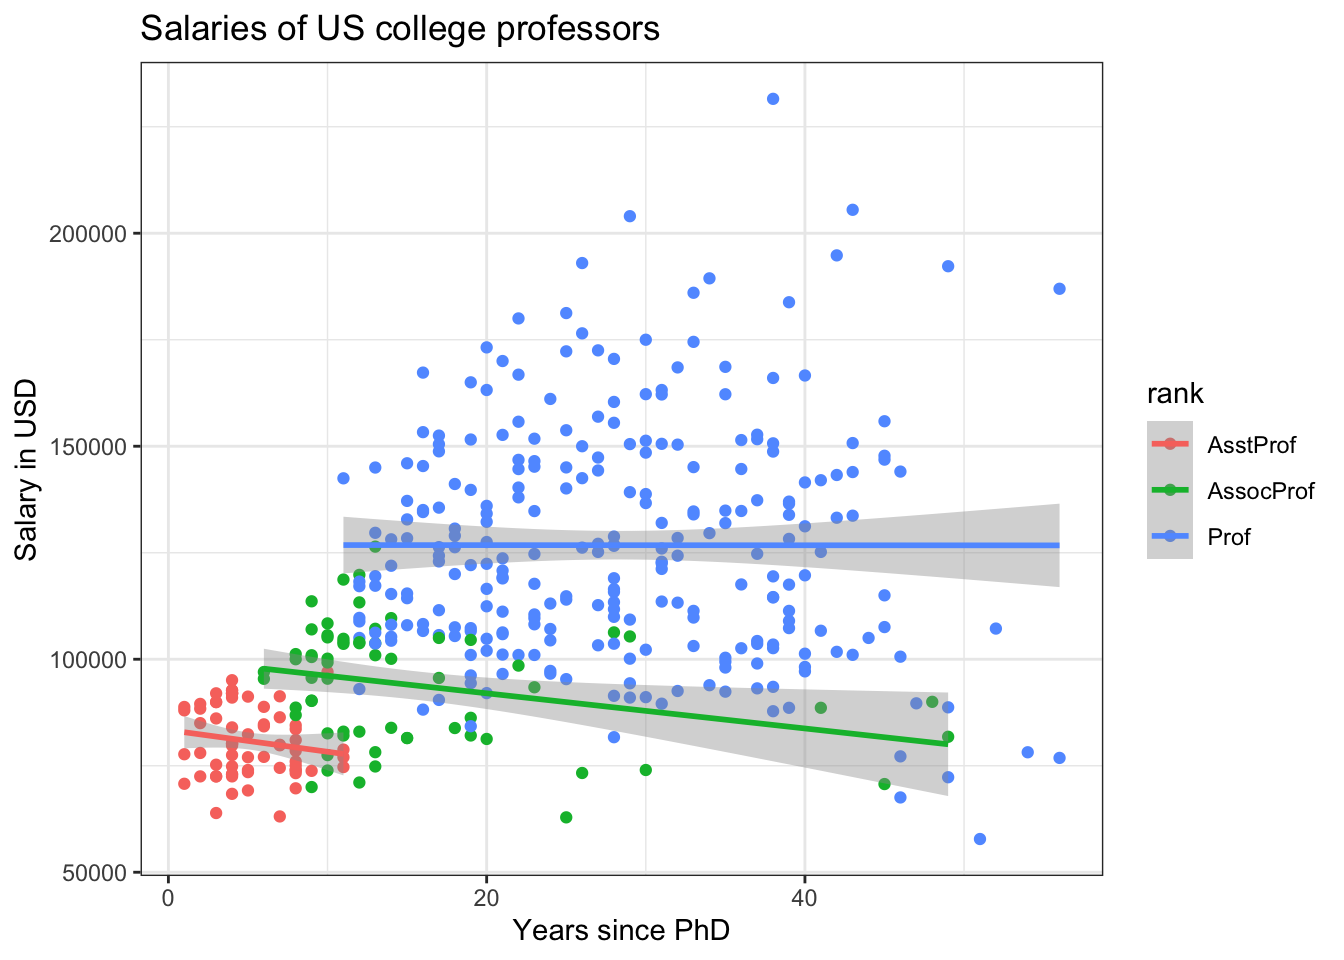 Salaries of US college professors
Salary in USD
200000
150000
100000
50000
0
20
40
Years since PhD
rank
AsstProf
AssocProf
Prof